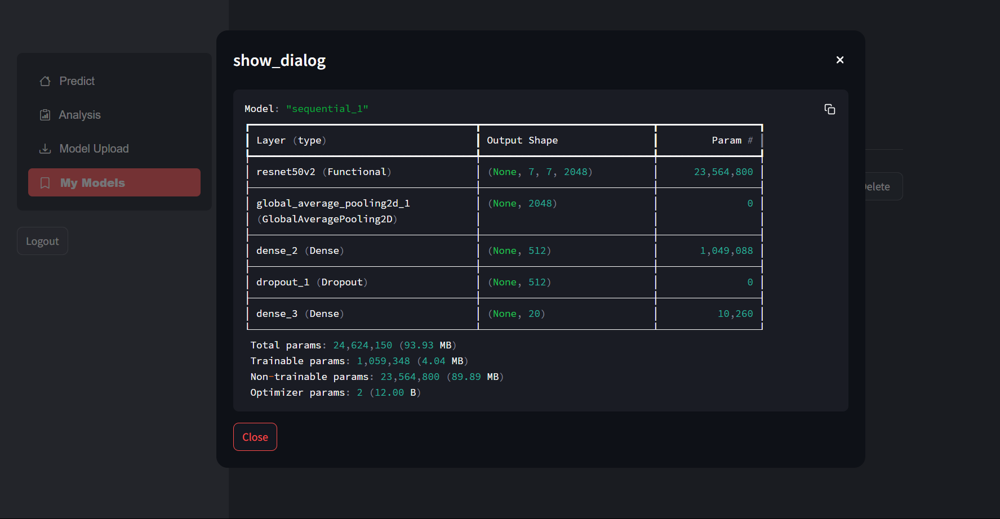 Predict
Analysis
Model Upload
My Models
Logout
show_dialog
Model: "sequential_1"
Layer (type) Output Shape Param #
resnet50v2 (Functional) (None, 7, 7, 2048) 23,564,800
global_average_pooling2d_1 (None, 2048) 0
(GlobalAveragePooling2D)
dense_2 (Dense) (None, 512) 1,049,088
dropout_1 (Dropout) (None, 512) 0
dense_3 (Dense) (None, 20) 10,260
Total params: 24,624,150 (93.93 MB)
Trainable params: 1,059,348 (4.04 MB)
Non-trainable params: 23,564,800 (89.89 MB)
Optimizer params: 2 (12.00 B)
Close
elete